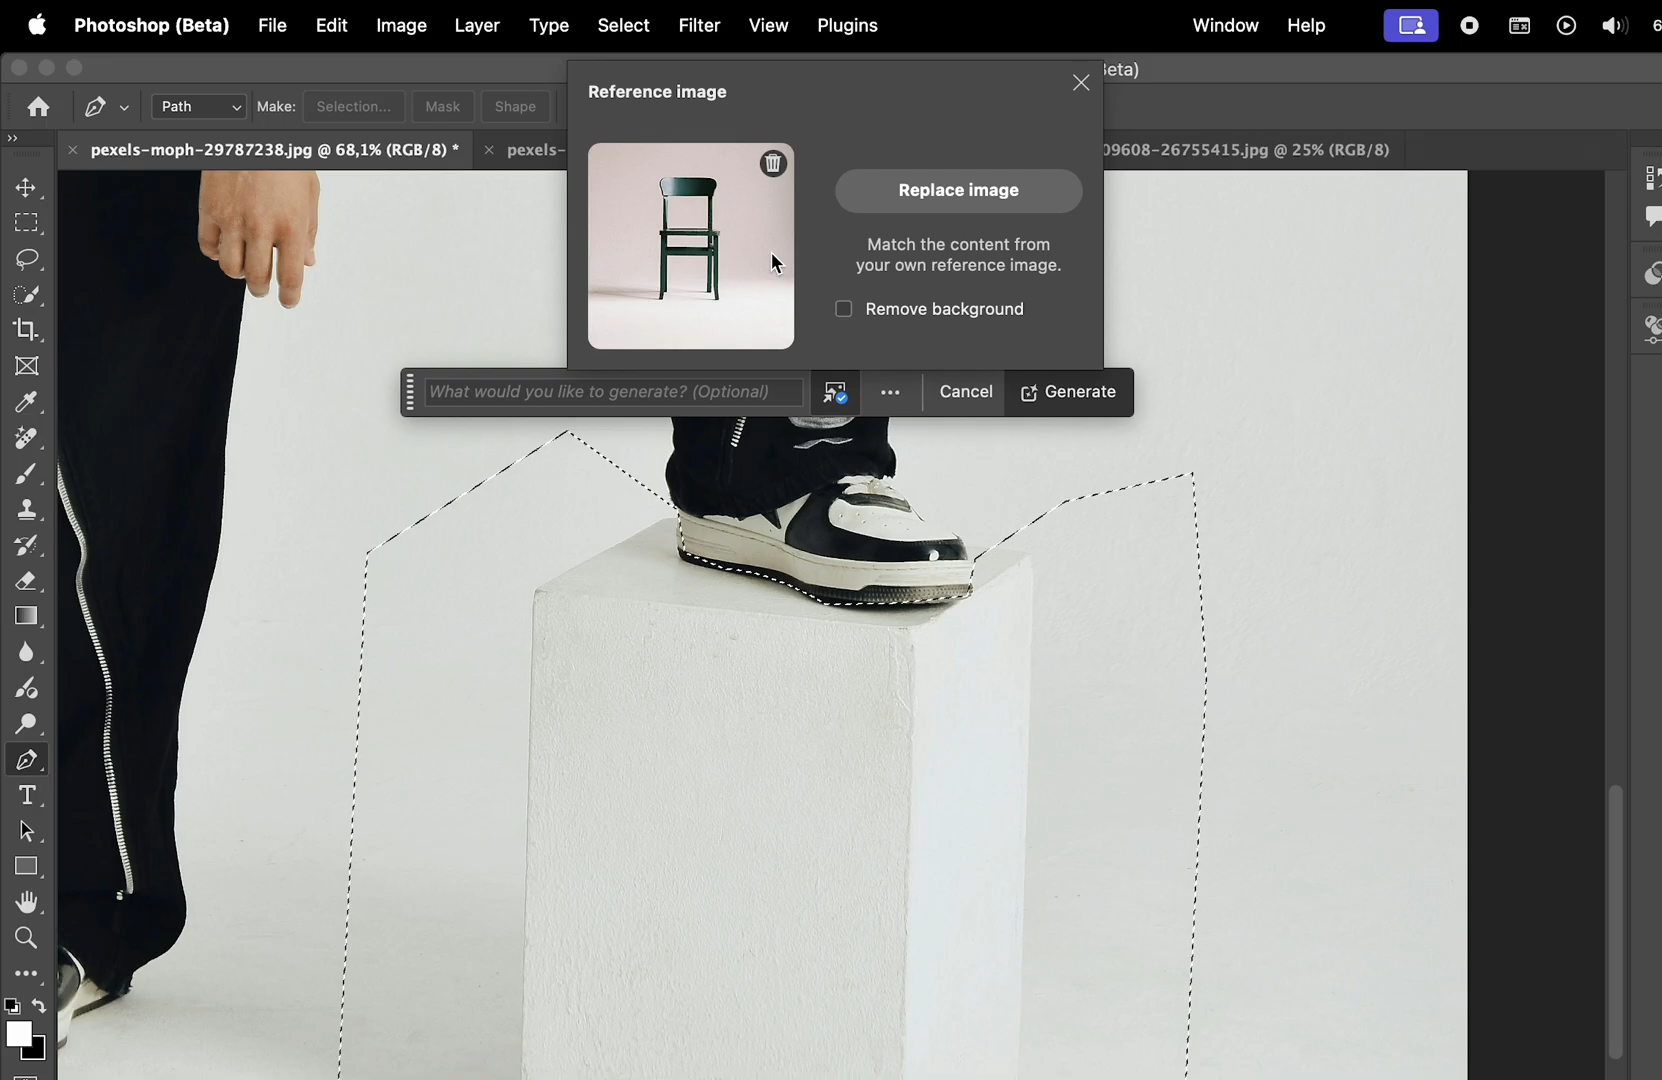 Photoshop (Beta) File Edit Image Layer Type Select Filter View Plugins Window Help 6
Beta)
Path Make: Selection... Mask Shape
pexels-moph-29787238.jpg @ 68,1% (RGB/8) * pexels- 09608-26755415.jpg @ 25% (RGB/8)
Reference image
Replace image
Match the content from
your own reference image.
Remove background
What would you like to generate? (Optional) Cancel Generate